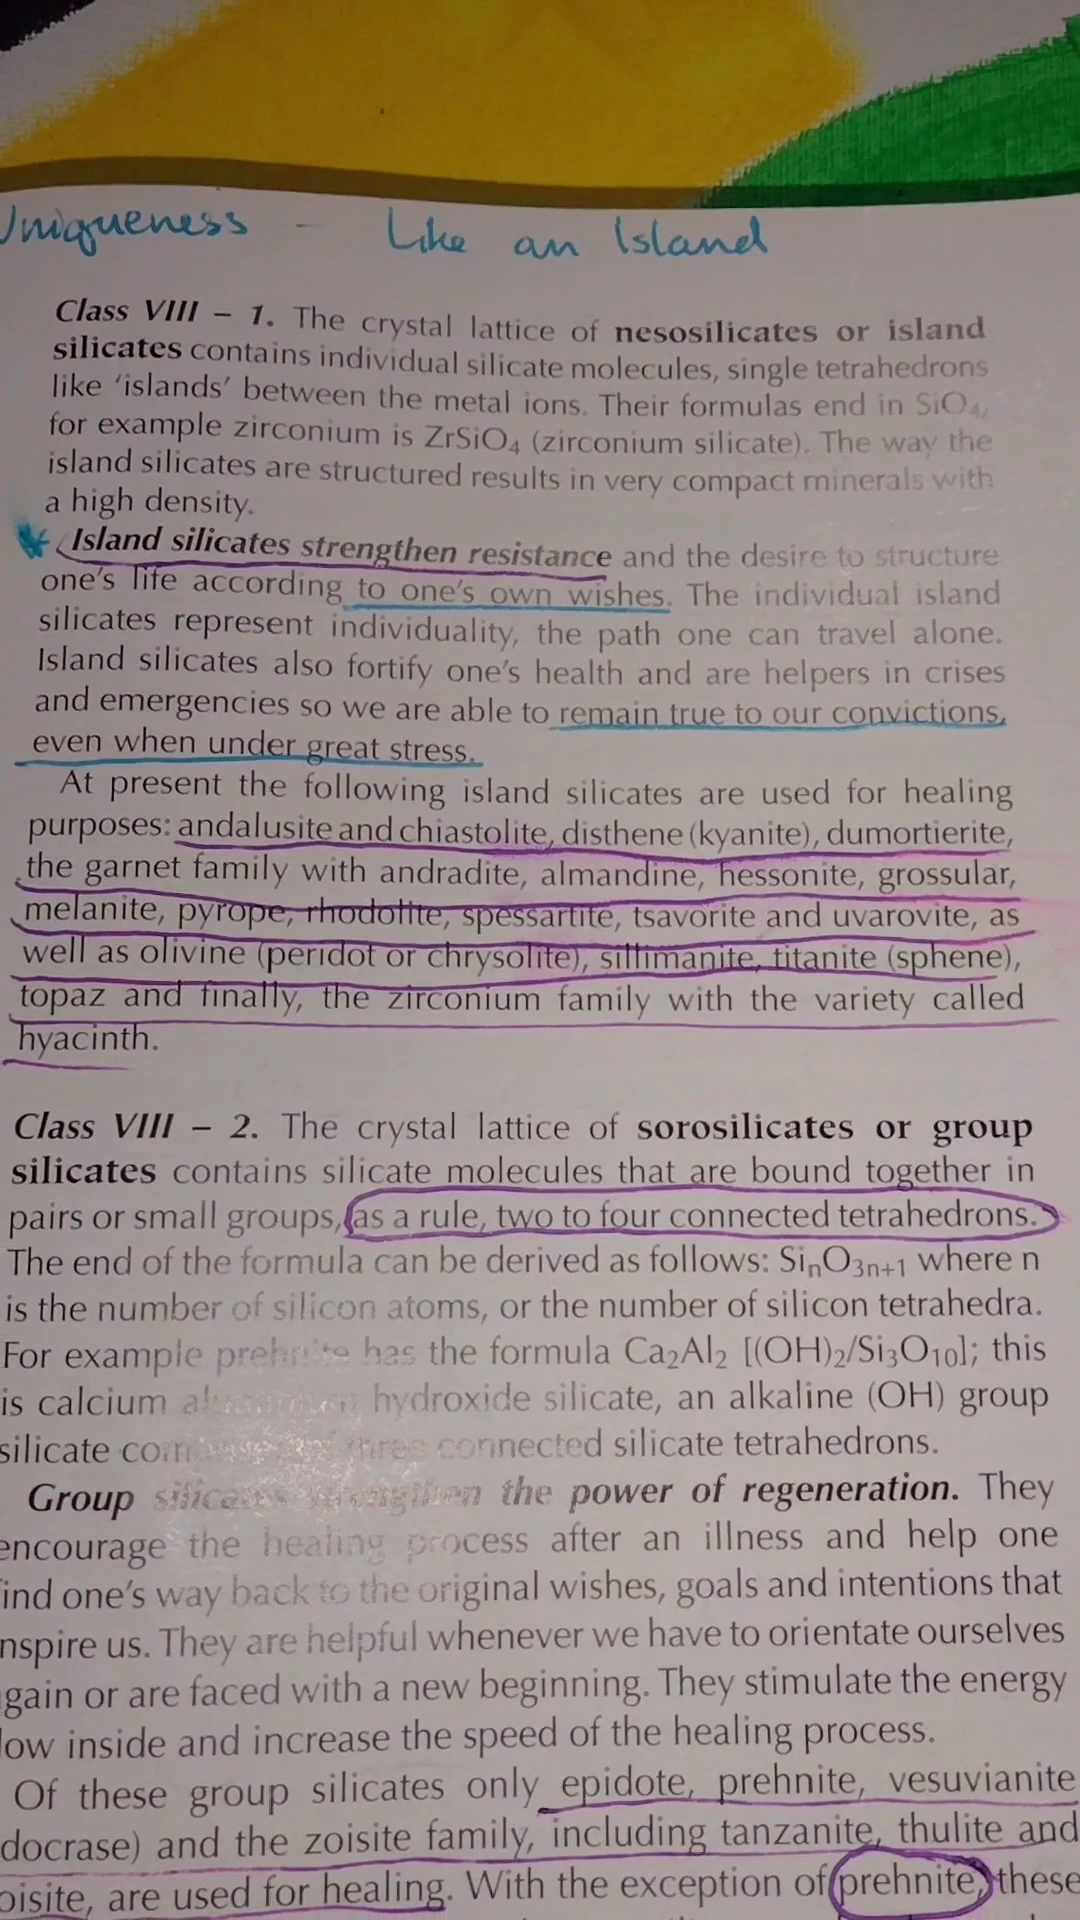 Uniqueness - Like an Island
Class VIII – 1. The crystal lattice of nesosilicates or island
silicates contains individual silicate molecules, single tetrahedrons
like ‘islands’ between the metal ions. Their formulas end in SiO₄,
for example zirconium is ZrSiO₄ (zirconium silicate). The way the
island silicates are structured results in very compact minerals with
a high density.
Island silicates strengthen resistance and the desire to structure
one’s life according to one’s own wishes. The individual island
silicates represent individuality, the path one can travel alone.
Island silicates also fortify one’s health and are helpers in crises
and emergencies so we are able to remain true to our convictions,
even when under great stress.
At present the following island silicates are used for healing
purposes: andalusite and chiastolite, disthene (kyanite), dumortierite,
the garnet family with andradite, almandine, hessonite, grossular,
melanite, pyrope, rhodolite, spessartite, tsavorite and uvarovite, as
well as olivine (peridot or chrysolite), sillimanite, titanite (sphene),
topaz and finally, the zirconium family with the variety called
hyacinth.
Class VIII – 2. The crystal lattice of sorosilicates or group
silicates contains silicate molecules that are bound together in
pairs or small groups, as a rule, two to four connected tetrahedrons.
The end of the formula can be derived as follows: SiₙO₃ₙ₊₁ where n
is the number of silicon atoms, or the number of silicon tetrahedra.
For example prehnite has the formula Ca₂Al₂ [(OH)₂/Si₃O₁₀]; this
is calcium aluminium hydroxide silicate, an alkaline (OH) group
silicate three connected silicate tetrahedrons.
Group silicates strengthen the power of regeneration. They
encourage the healing process after an illness and help one
find one’s way back to the original wishes, goals and intentions that
nspire us. They are helpful whenever we have to orientate ourselves
gain or are faced with a new beginning. They stimulate the energy
low inside and increase the speed of the healing process.
Of these group silicates only epidote, prehnite, vesuvianite
docrase) and the zoisite family, including tanzanite, thulite and
oisite, are used for healing. With the exception of prehnite, these